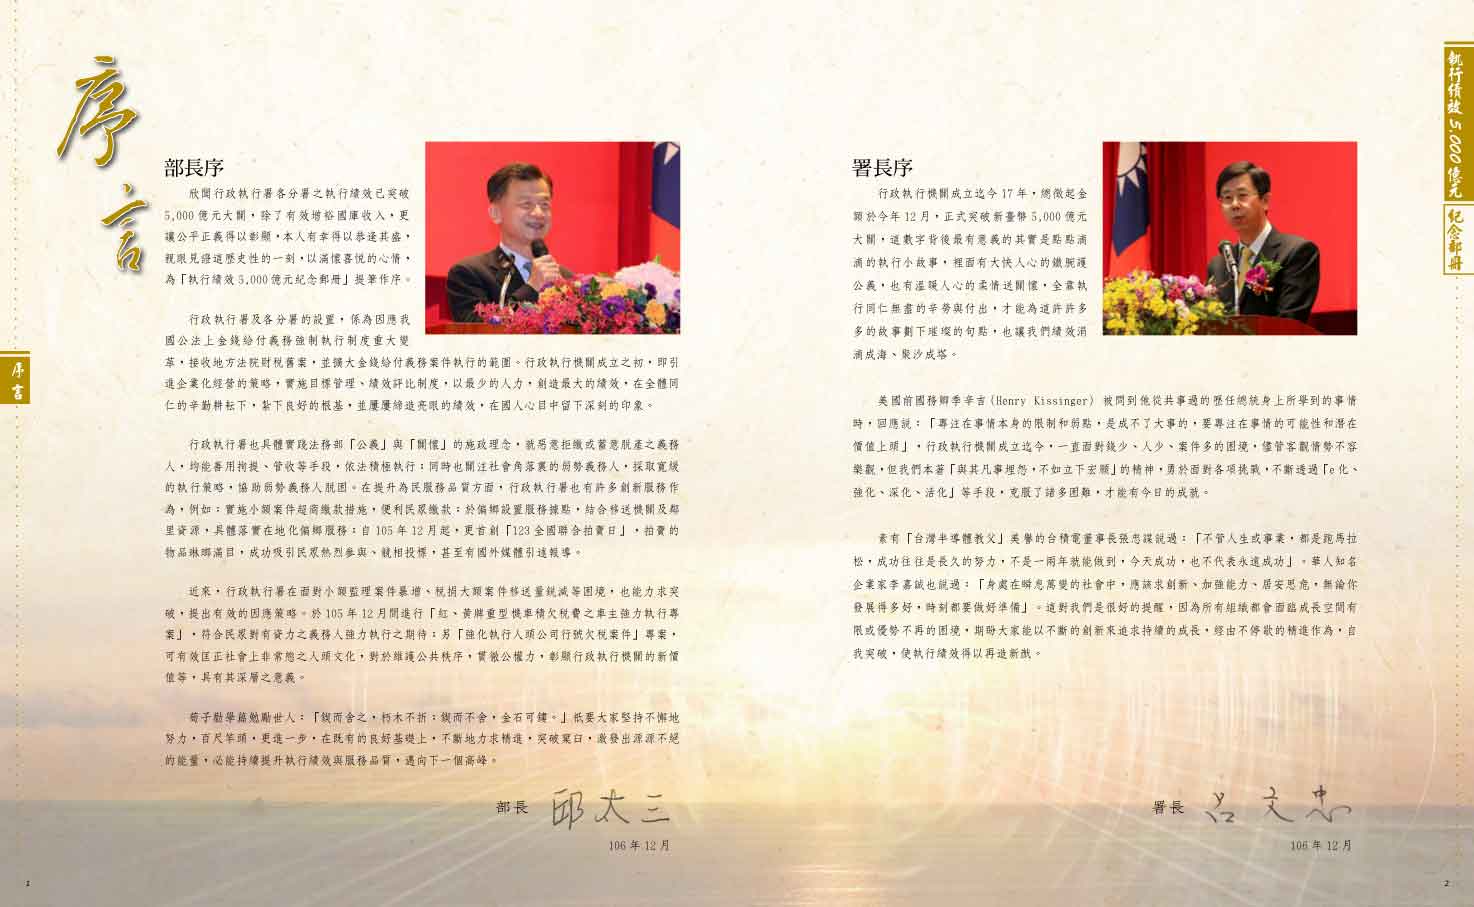 序言
部長序
欣聞行政執行署各分署之執行績效已突破
5,000億元大關，除了有效增裕國庫收入，更
讓公平正義得以彰顯，本人有幸得以恭逢其盛，
親眼見證這歷史性的一刻，以滿懷喜悅的心情，
為「執行績效5,000億元紀念郵冊」提筆作序。
行政執行署及各分署的設置，係為因應我
國公法上金錢給付義務強制執行制度重大變
革，接收地方法院財稅舊案，並擴大金錢給付義務案件執行的範圍。行政執行機關成立之初，即引
進企業化經營的策略，實施目標管理、績效評比制度，以最少的人力，創造最大的績效，在全體同
仁的辛勤耕耘下，紮下良好的根基，並屢屢締造亮眼的績效，在國人心目中留下深刻的印象。
行政執行署也具體實踐法務部「公義」與「關懷」的施政理念，就惡意拒繳或蓄意脫產之義務
人，均能善用拘提、管收等手段，依法積極執行；同時也關注社會角落裏的弱勢義務人，採取寬緩
的執行策略，協助弱勢義務人脫困。在提升為民服務品質方面，行政執行署也有許多創新服務作
為，例如：實施小額案件超商繳款措施，便利民眾繳款；於偏鄉設置服務據點，結合移送機關及鄰
里資源，具體落實在地化偏鄉服務；自105年12月起，更首創「123全國聯合拍賣日」，拍賣的
物品琳瑯滿目，成功吸引民眾熱烈參與、競相投標，甚至有國外媒體引述報導。
近來，行政執行署在面對小額監理案件暴增、稅捐大額案件移送量銳減等困境，也能力求突
破，提出有效的因應策略。於105年12月間進行「紅、黃牌重型機車積欠稅費之車主強力執行專
案」，符合民眾對有資力之義務人強力執行之期待；另「強化執行人頭公司行號欠稅案件」專案，
可有效匡正社會上非常態之人頭文化，對於維護公共秩序，貫徹公權力，彰顯行政執行機關的新價
值等，具有其深層之意義。
荀子勸學篇勉勵世人：「鍥而舍之，朽木不折；鍥而不舍，金石可鏤。」祇要大家堅持不懈地
努力，百尺竿頭，更進一步，在既有的良好基礎上，不斷地力求精進，突破窠臼，激發出源源不絕
的能量，必能持續提升執行績效與服務品質，邁向下一個高峰。
部長 邱太三
106年12月
序言
1
署長序
行政執行機關成立迄今17年，總徵起金
額於今年12月，正式突破新臺幣5,000億元
大關，這數字背後最有意義的其實是點點滴
滴的執行小故事，裡面有大快人心的鐵腕護
公義，也有溫暖人心的柔情送關懷，全靠執
行同仁無盡的辛勞與付出，才能為這許許多
多的故事劃下璀璨的句點，也讓我們績效涓
滴成海、聚沙成塔。
美國前國務卿季辛吉(Henry Kissinger) 被問到他從共事過的歷任總統身上所學到的事情
時，回應說：「專注在事情本身的限制和弱點，是成不了大事的，要專注在事情的可能性和潛在
價值上頭」，行政執行機關成立迄今，一直面對錢少、人少、案件多的困境，儘管客觀情勢不容
樂觀，但我們本著「與其凡事埋怨，不如立下宏願」的精神，勇於面對各項挑戰，不斷透過「e化、
強化、深化、活化」等手段，克服了諸多困難，才能有今日的成就。
素有「台灣半導體教父」美譽的台積電董事長張忠謀說過：「不管人生或事業，都是跑馬拉
松，成功往往是長久的努力，不是一兩年就能做到，今天成功，也不代表永遠成功」。華人知名
企業家李嘉誠也說過：「身處在瞬息萬變的社會中，應該求創新、加強能力、居安思危，無論你
發展得多好，時刻都要做好準備」。這對我們是很好的提醒，因為所有組織都會面臨成長空間有
限或優勢不再的困境，期盼大家能以不斷的創新來追求持續的成長，經由不停歇的精進作為，自
我突破，使執行績效得以再造新猷。
署長 呂文忠
106年12月
執行績效5,000億元
紀念郵冊
2